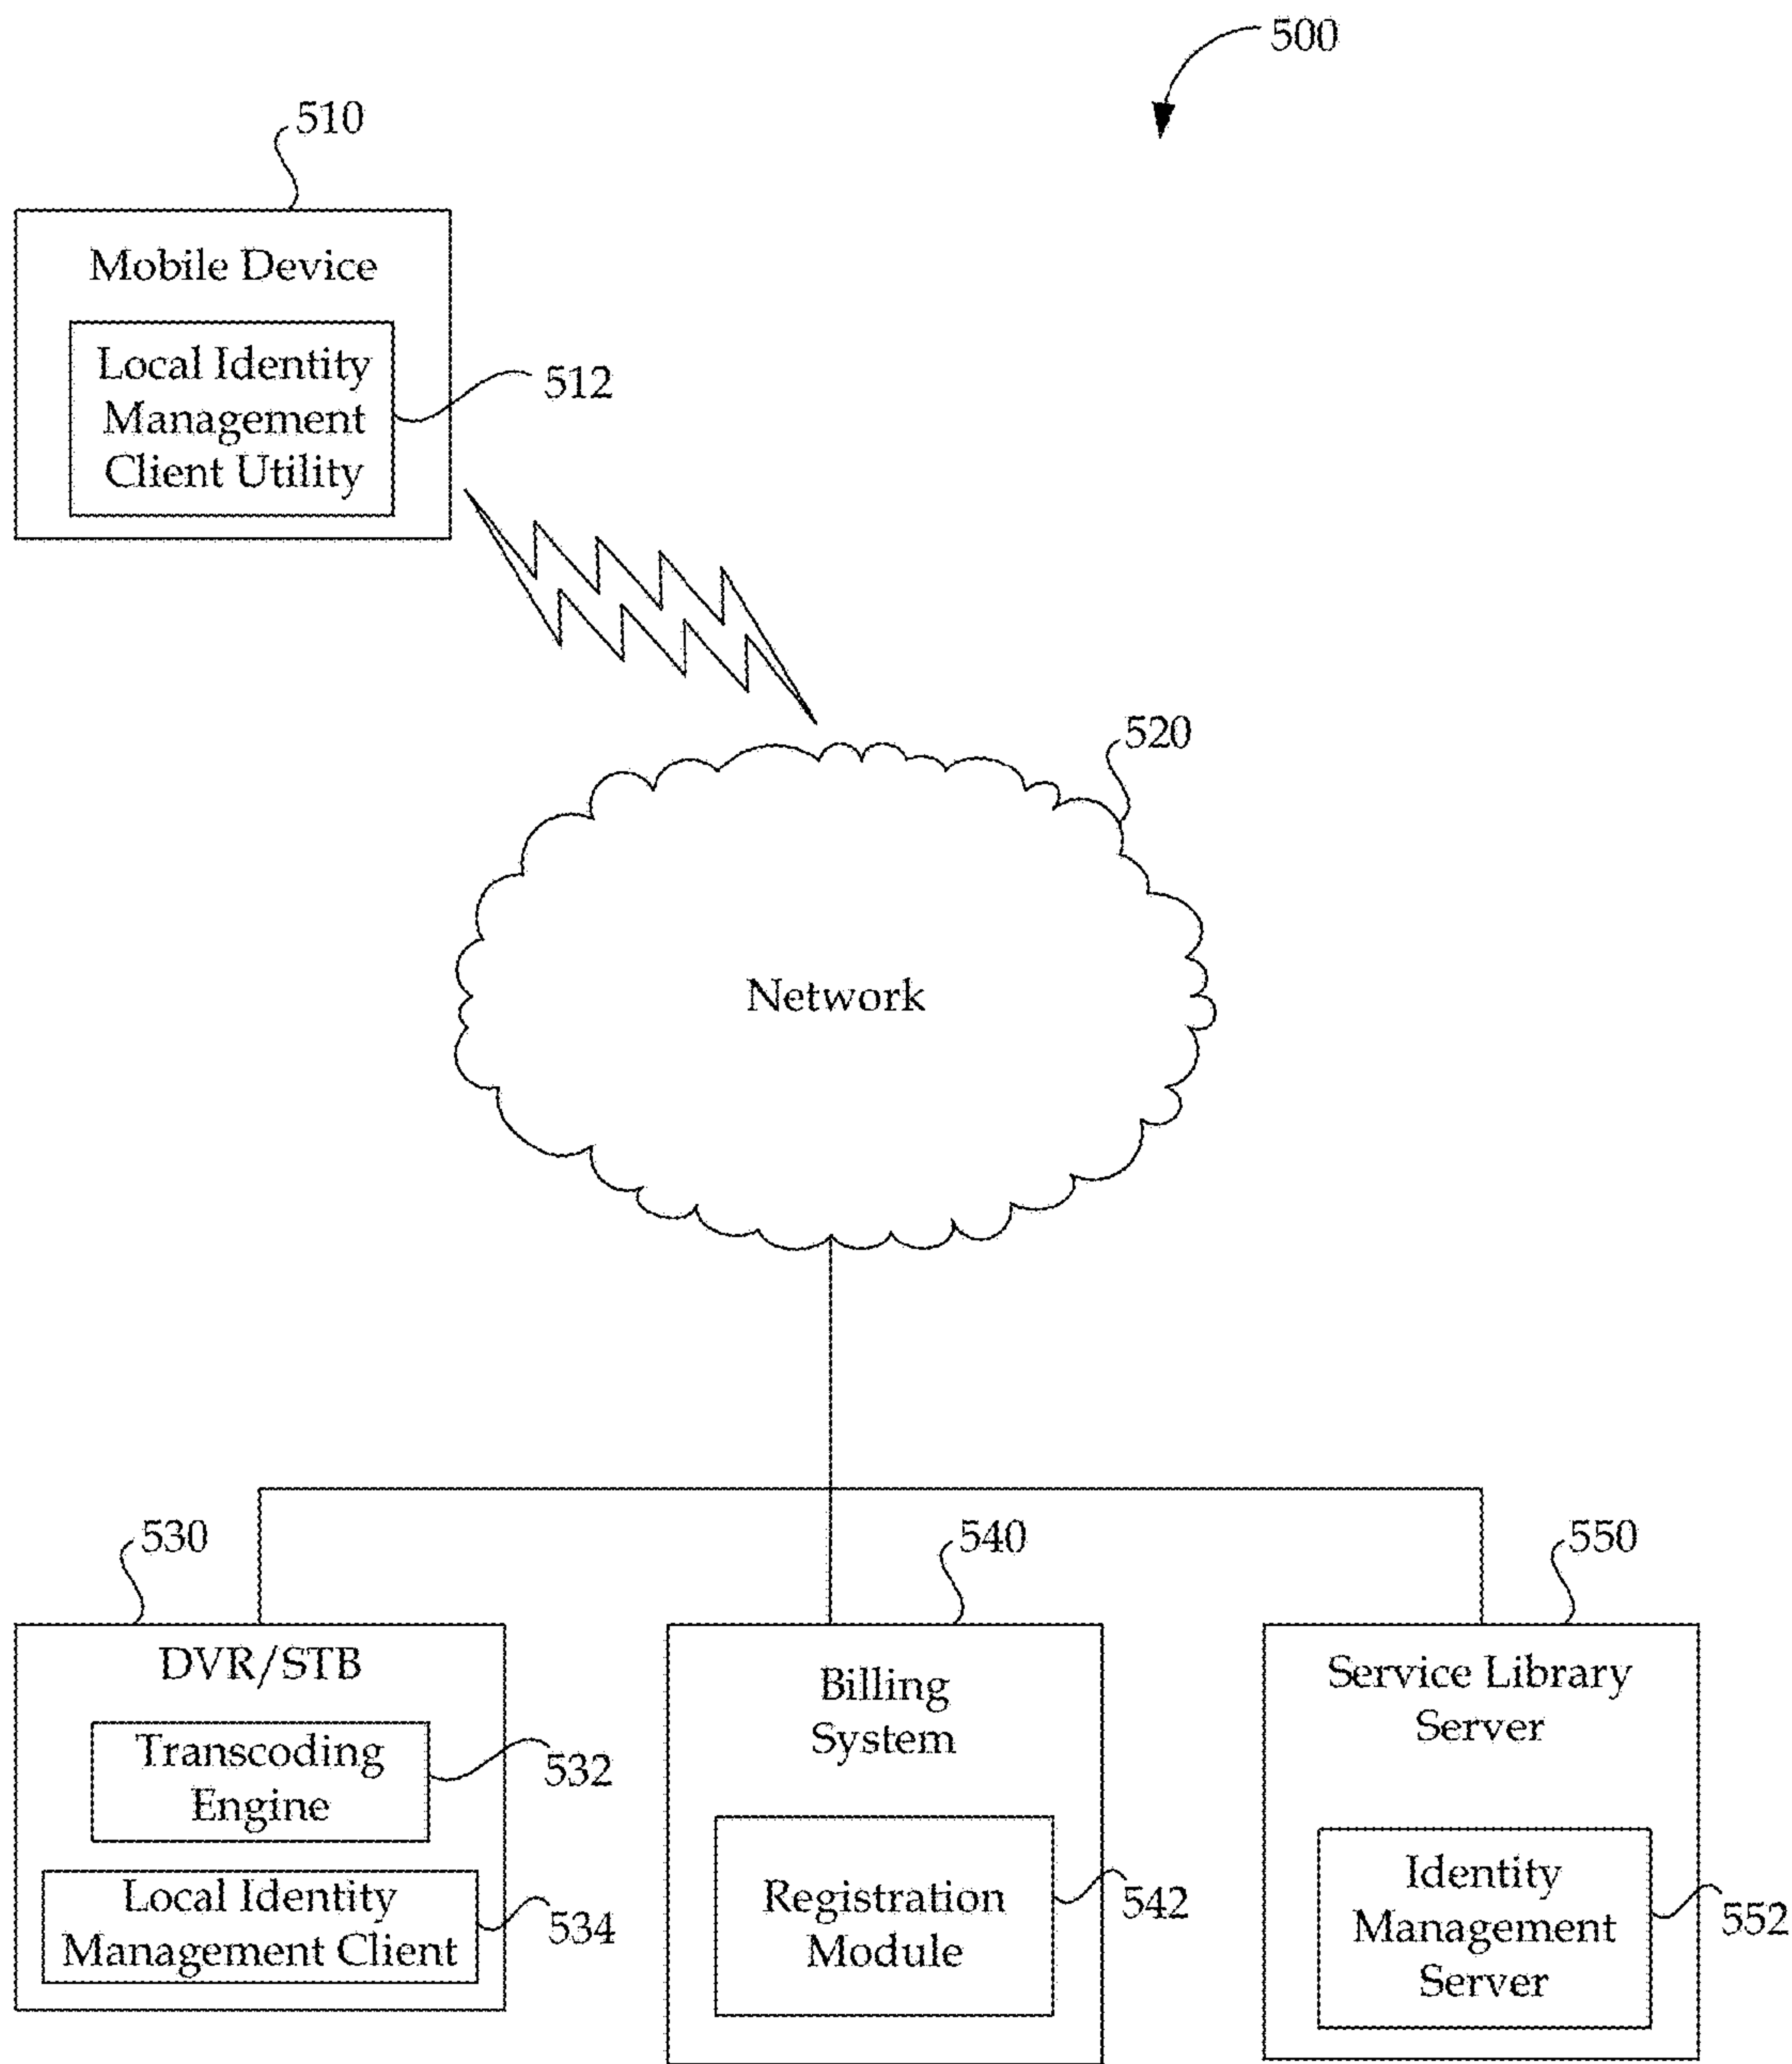 500
510
Mobile Device
Local Identity
Management
Client Utility
512
520
Network
530
540
550
DVR/STB
Transcoding
Engine
532
Local Identity
Management Client
534
Billing
System
Registration
Module
542
Service Library
Server
Identity
Management
Server
552